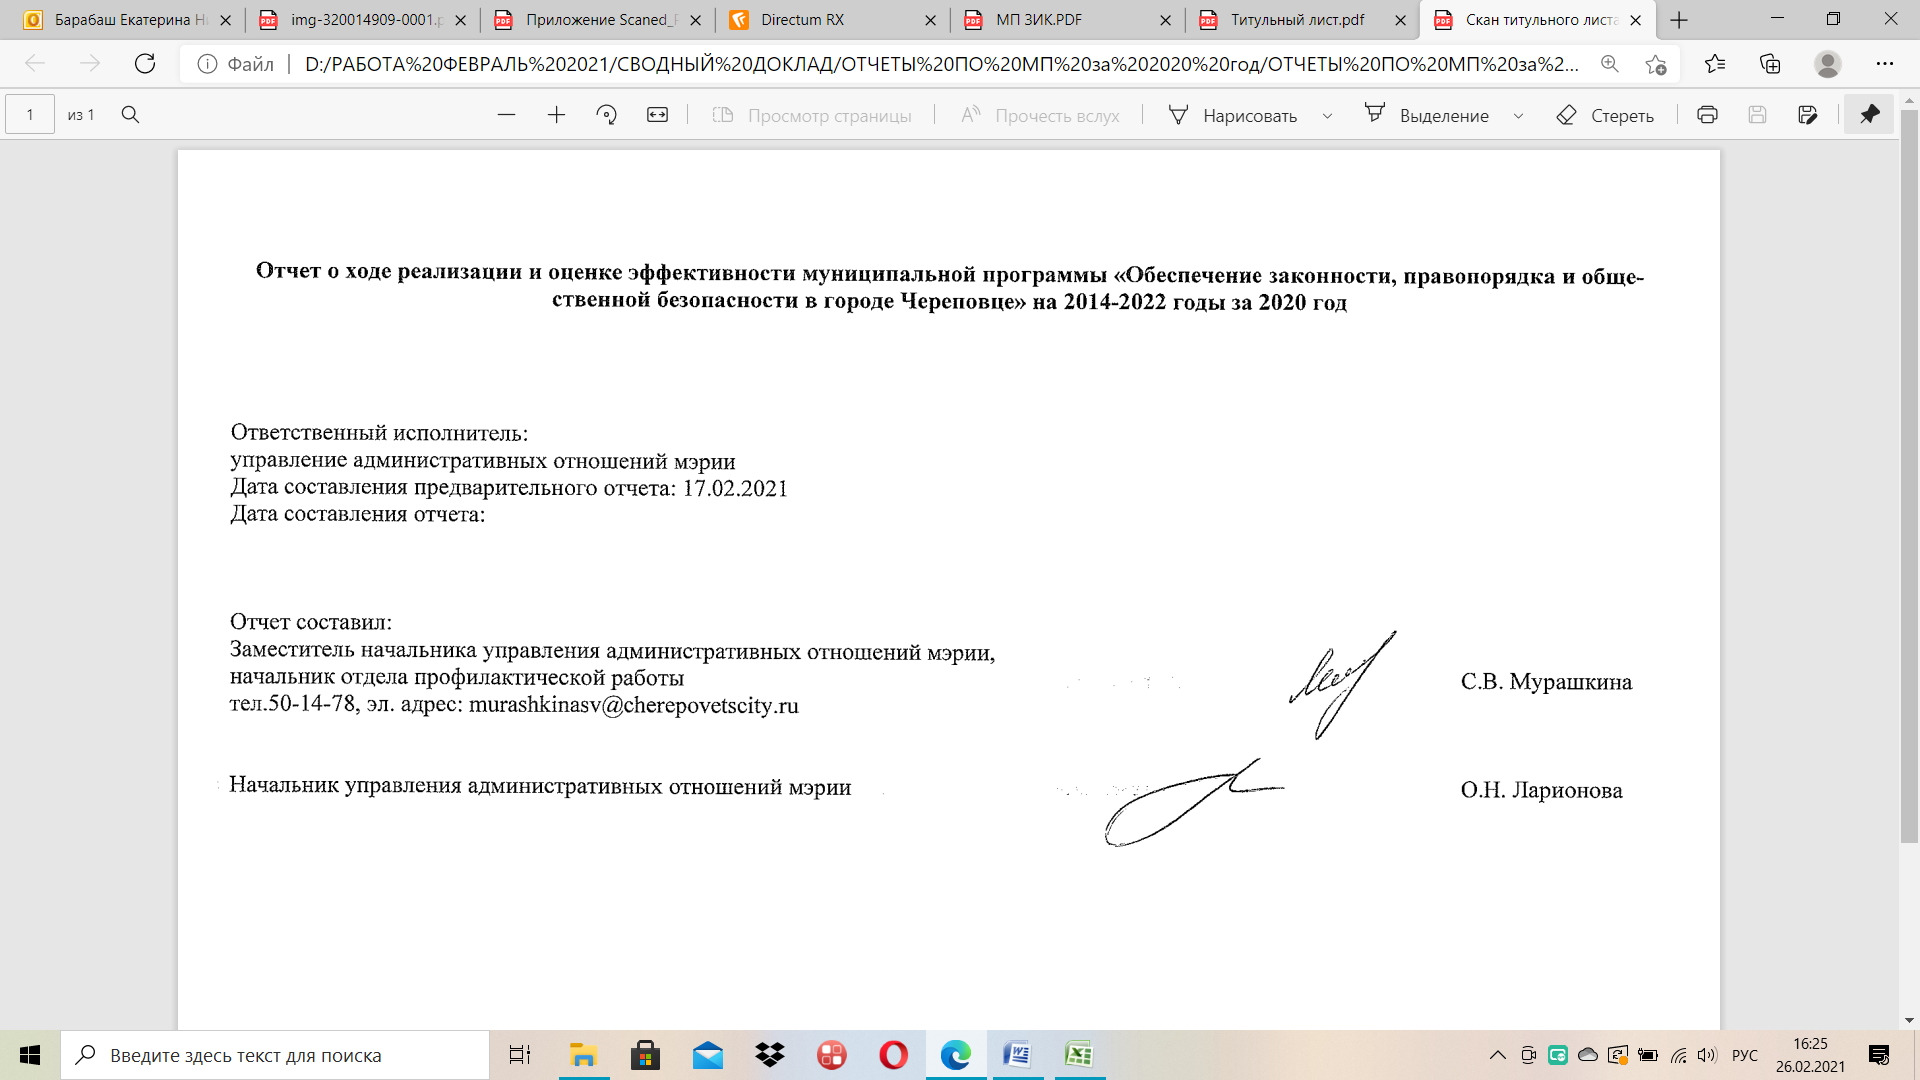 Барабаш Екатерина Ни
img-320014909-0001.p
Приложение Scaned_F
Directum RX
МП ЗИК.PDF
Титульный лист.pdf
Скан титульного листа
Файл
D:/РАБОТА%20ФЕВРАЛЬ%202021/СВОДНЫЙ%20ДОКЛАД/ОТЧЕТЫ%20ПО%20МП%20за%202020%20год/ОТЧЕТЫ%20ПО%20МП%20за%2...
1 из 1
Просмотр страницы
Прочесть вслух
Нарисовать
Выделение
Стереть
Отчет о ходе реализации и оценке эффективности муниципальной программы «Обеспечение законности, правопорядка и обще-
ственной безопасности в городе Череповце» на 2014-2022 годы за 2020 год
Ответственный исполнитель:
управление административных отношений мэрии
Дата составления предварительного отчета: 17.02.2021
Дата составления отчета:
Отчет составил:
Заместитель начальника управления административных отношений мэрии,
начальник отдела профилактической работы
С.В. Мурашкина
тел.50-14-78, эл. адрес: murashkinasv@cherepovetscity.ru
Начальник управления административных отношений мэрии
О.Н. Ларионова
Введите здесь текст для поиска
РУС
16:25
26.02.2021